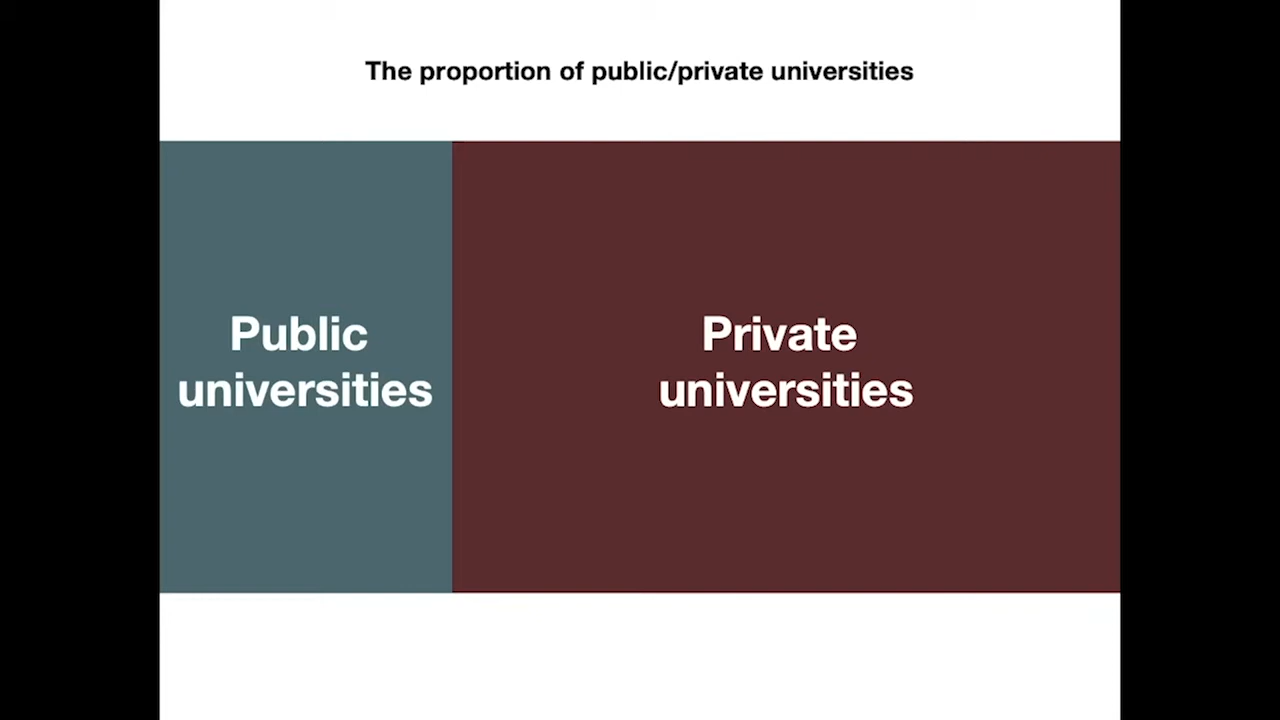 The proportion of public/private universities
Public
universities
Private
universities